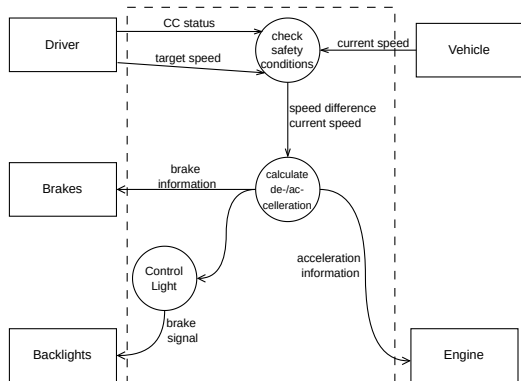 CC status
Driver
target speed
check
safety
conditions
current speed
Vehicle
speed difference
current speed
Brakes
brake
information
calculate
de-/ac-
celleration
acceleration
information
Control
Light
brake
signal
Backlights
Engine